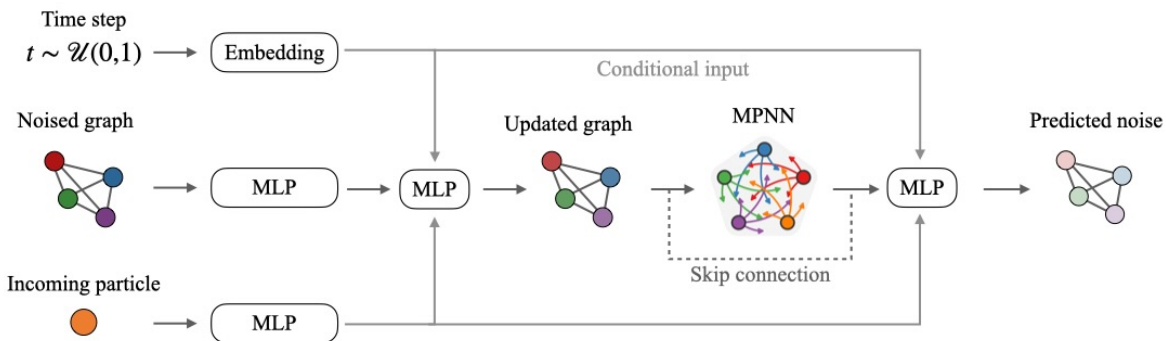 Time step
t ~ 𝒰(0,1)
Embedding
Conditional input
Noised graph
MLP
MLP
Updated graph
MPNN
Skip connection
MLP
Predicted noise
Incoming particle
MLP